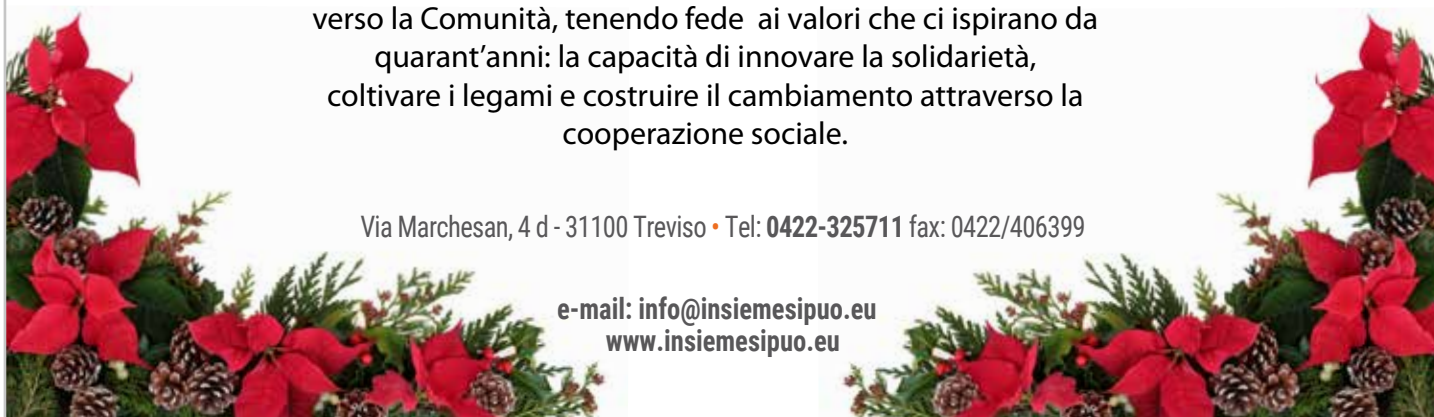 verso la Comunità, tenendo fede ai valori che ci ispirano da
quarant'anni: la capacità di innovare la solidarietà,
coltivare i legami e costruire il cambiamento attraverso la
cooperazione sociale.
Via Marchesan, 4 d - 31100 Treviso • Tel: 0422-325711 fax: 0422/406399
e-mail: info@insiemesipuo.eu
www.insiemesipuo.eu